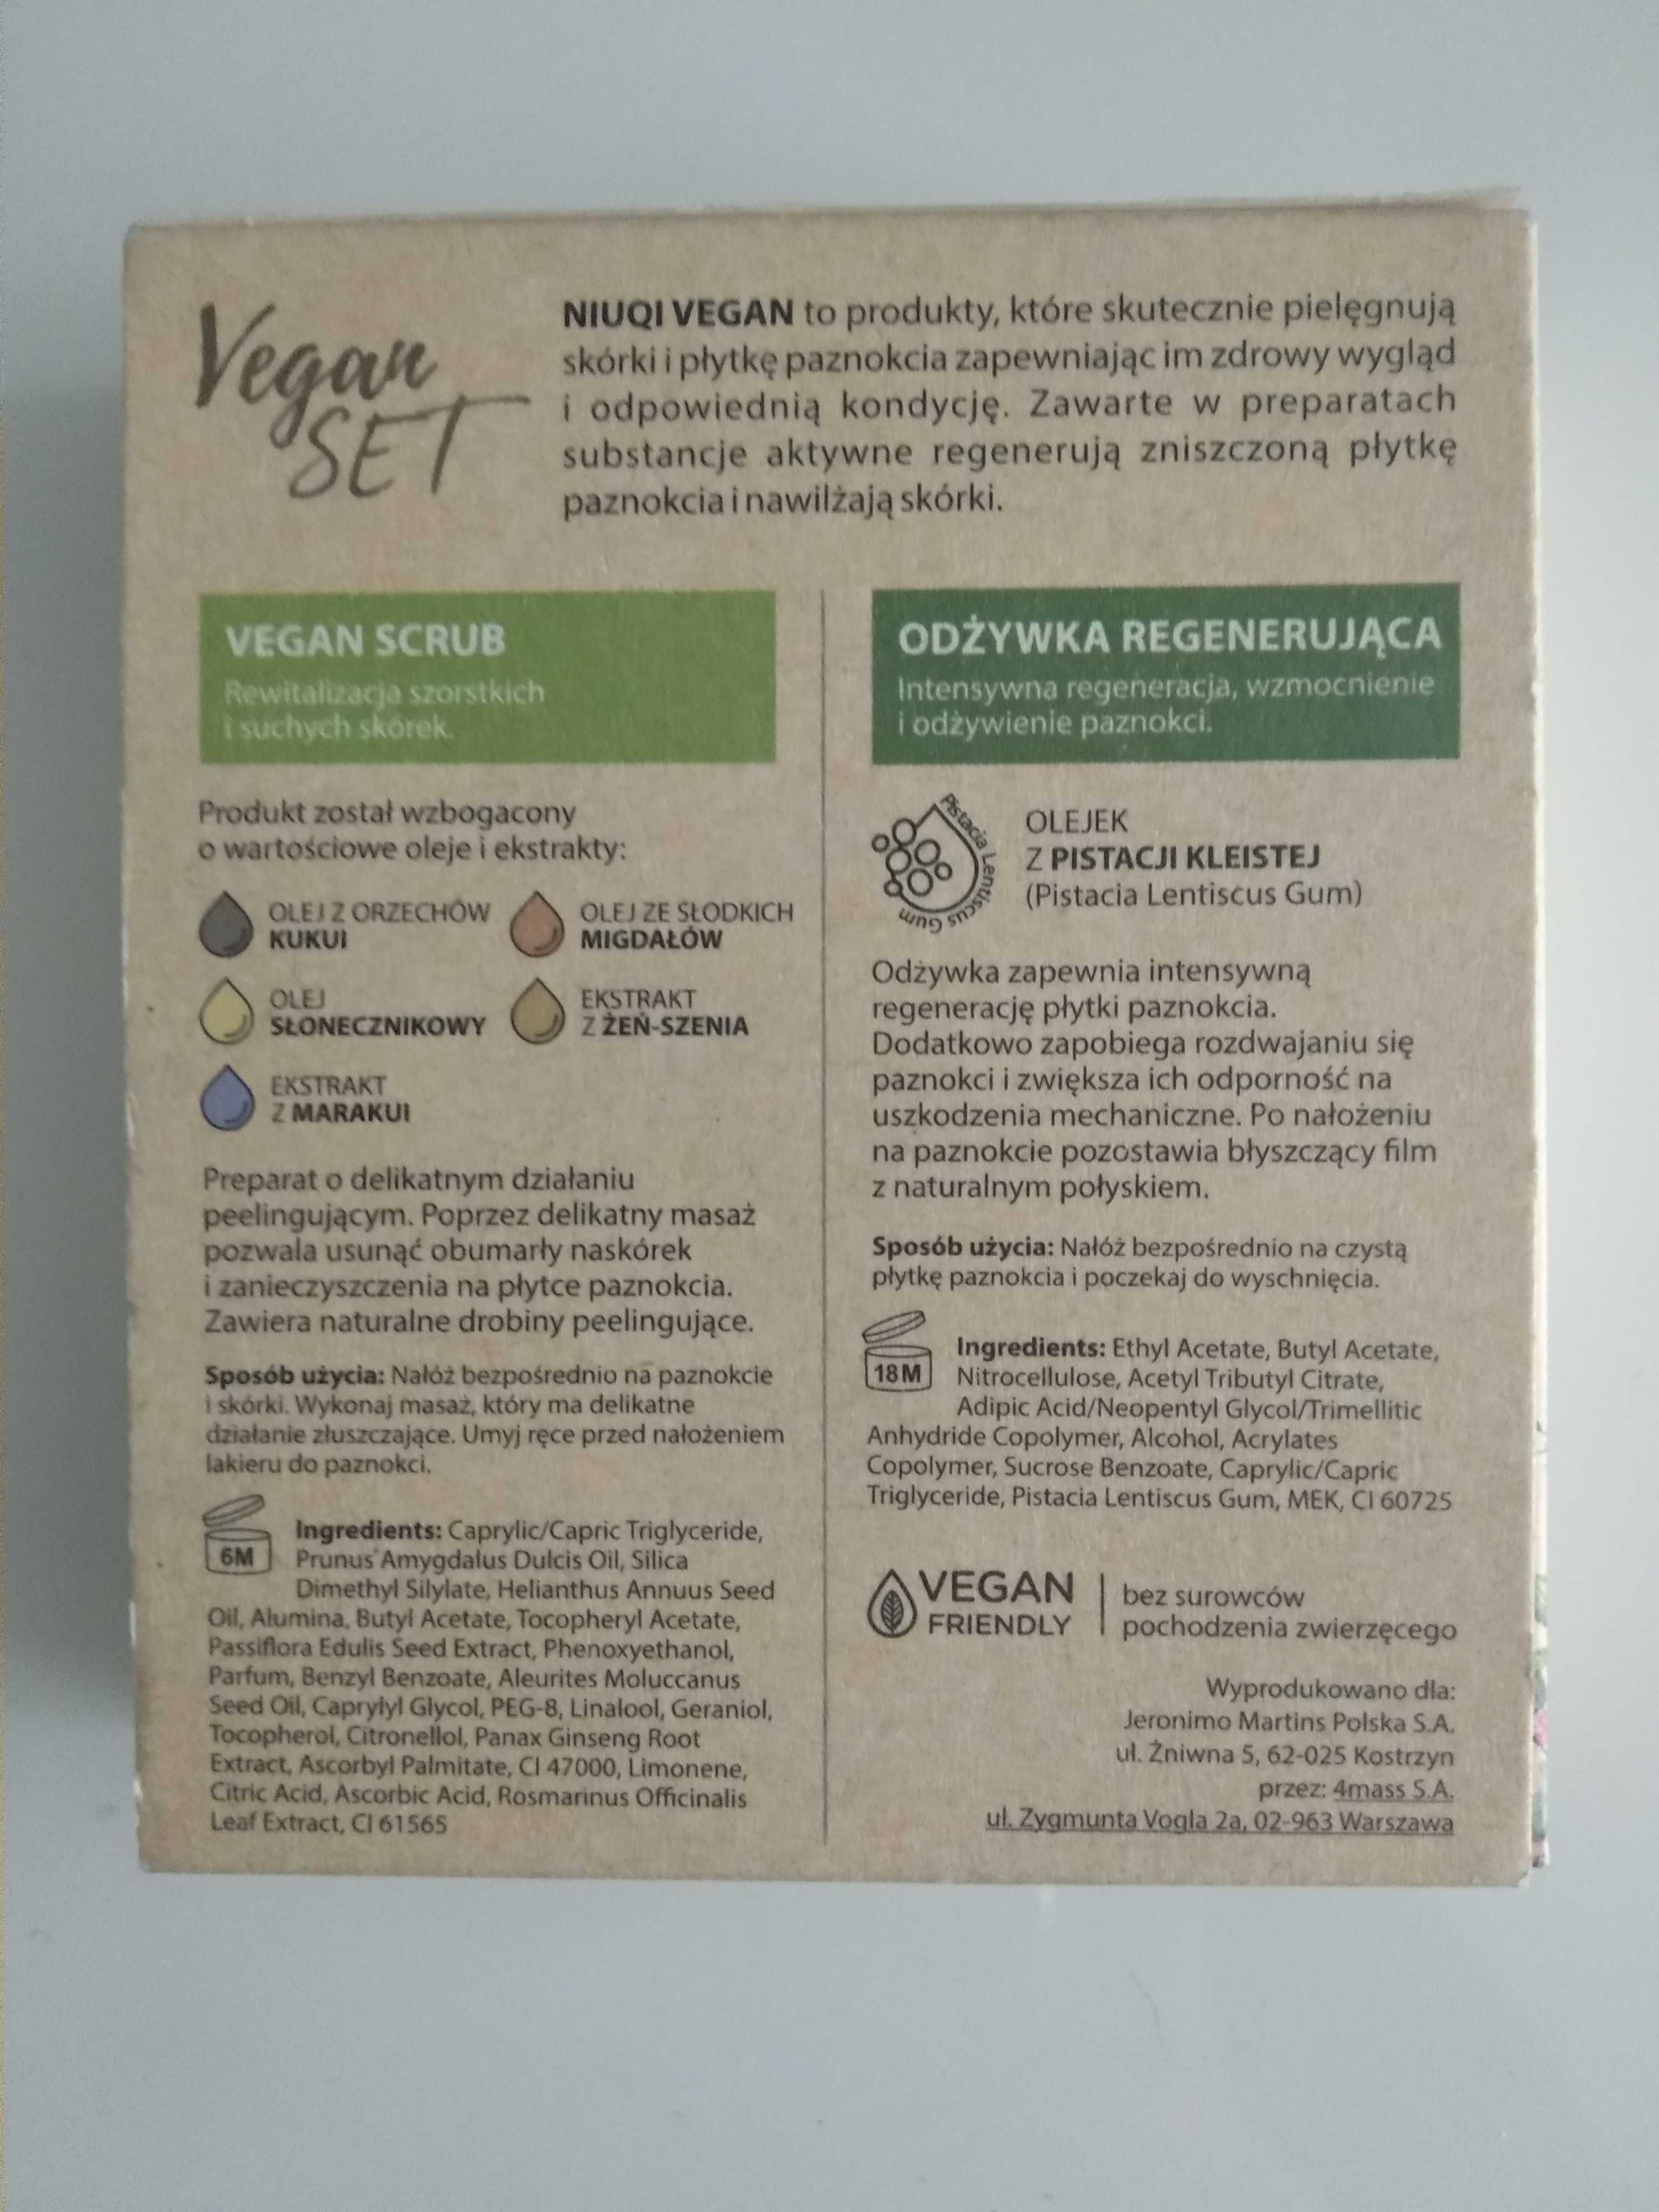 Vegan
SET
NIUQI VEGAN to produkty, które skutecznie pielęgnują
skórki i płytkę paznokcia zapewniając im zdrowy wygląd
i odpowiednią kondycję. Zawarte w preparatach
substancje aktywne regenerują zniszczoną płytkę
paznokcia i nawilżają skórki.
VEGAN SCRUB
Rewitalizacja szorstkich
i suchych skórek.
Produkt został wzbogacony
o wartościowe oleje i ekstrakty:
OLEJ Z ORZECHÓW
KUKUI
OLEJ ZE SŁODKICH
MIGDAŁÓW
OLEJ
SŁONECZNIKOWY
EKSTRAKT
Z ŻEŃ-SZENIA
EKSTRAKT
Z MARAKUI
Preparat o delikatnym działaniu
peelingującym. Poprzez delikatny masaż
pozwala usunąć obumarły naskórek
i zanieczyszczenia na płytce paznokcia.
Zawiera naturalne drobiny peelingujące.
Sposób użycia: Nałóż bezpośrednio na paznokcie
i skórki. Wykonaj masaż, który ma delikatne
działanie złuszczające. Umyj ręce przed nałożeniem
lakieru do paznokci.
6M
Ingredients: Caprylic/Capric Triglyceride,
Prunus Amygdalus Dulcis Oil, Silica
Dimethyl Silylate, Helianthus Annuus Seed
Oil, Alumina, Butyl Acetate, Tocopheryl Acetate,
Passiflora Edulis Seed Extract, Phenoxyethanol,
Parfum, Benzyl Benzoate, Aleurites Moluccanus
Seed Oil, Caprylyl Glycol, PEG-8, Linalool, Geraniol,
Tocopherol, Citronellol, Panax Ginseng Root
Extract, Ascorbyl Palmitate, CI 47000, Limonene,
Citric Acid, Ascorbic Acid, Rosmarinus Officinalis
Leaf Extract, CI 61565
ODŻYWKA REGENERUJĄCA
Intensywna regeneracja, wzmocnienie
i odżywienie paznokci.
Pistacia Lentiscus Gum
OLEJEK
Z PISTACJI KLEISTEJ
(Pistacia Lentiscus Gum)
Odżywka zapewnia intensywną
regenerację płytki paznokcia.
Dodatkowo zapobiega rozdwajaniu się
paznokci i zwiększa ich odporność na
uszkodzenia mechaniczne. Po nałożeniu
na paznokcie pozostawia błyszczący film
z naturalnym połyskiem.
Sposób użycia: Nałóż bezpośrednio na czystą
płytkę paznokcia i poczekaj do wyschnięcia.
18M
Ingredients: Ethyl Acetate, Butyl Acetate,
Nitrocellulose, Acetyl Tributyl Citrate,
Adipic Acid/Neopentyl Glycol/Trimellitic
Anhydride Copolymer, Alcohol, Acrylates
Copolymer, Sucrose Benzoate, Caprylic/Capric
Triglyceride, Pistacia Lentiscus Gum, MEK, CI 60725
VEGAN
FRIENDLY
bez surowców
pochodzenia zwierzęcego
Wyprodukowano dla:
Jeronimo Martins Polska S.A.
ul. Żniwna 5, 62-025 Kostrzyn
przez: 4mass S.A.
ul. Zygmunta Vogla 2a, 02-963 Warszawa